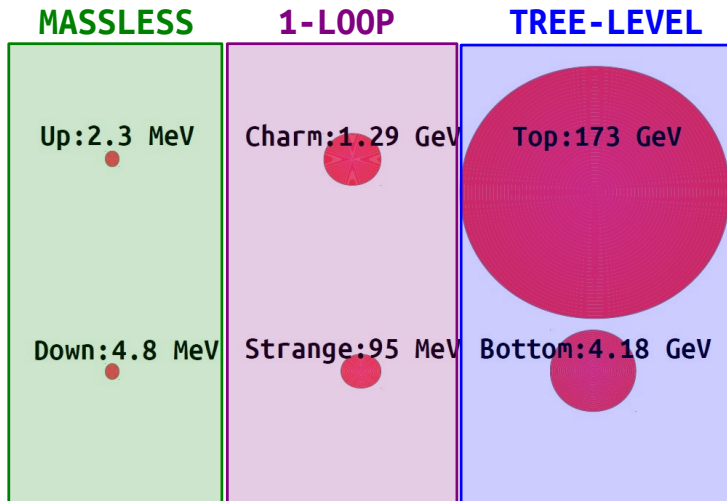 MASSLESS 1-LOOP TREE-LEVEL
Up:2.3 MeV Charm:1.29 GeV Top:173 GeV
Down:4.8 MeV Strange:95 MeV Bottom:4.18 GeV